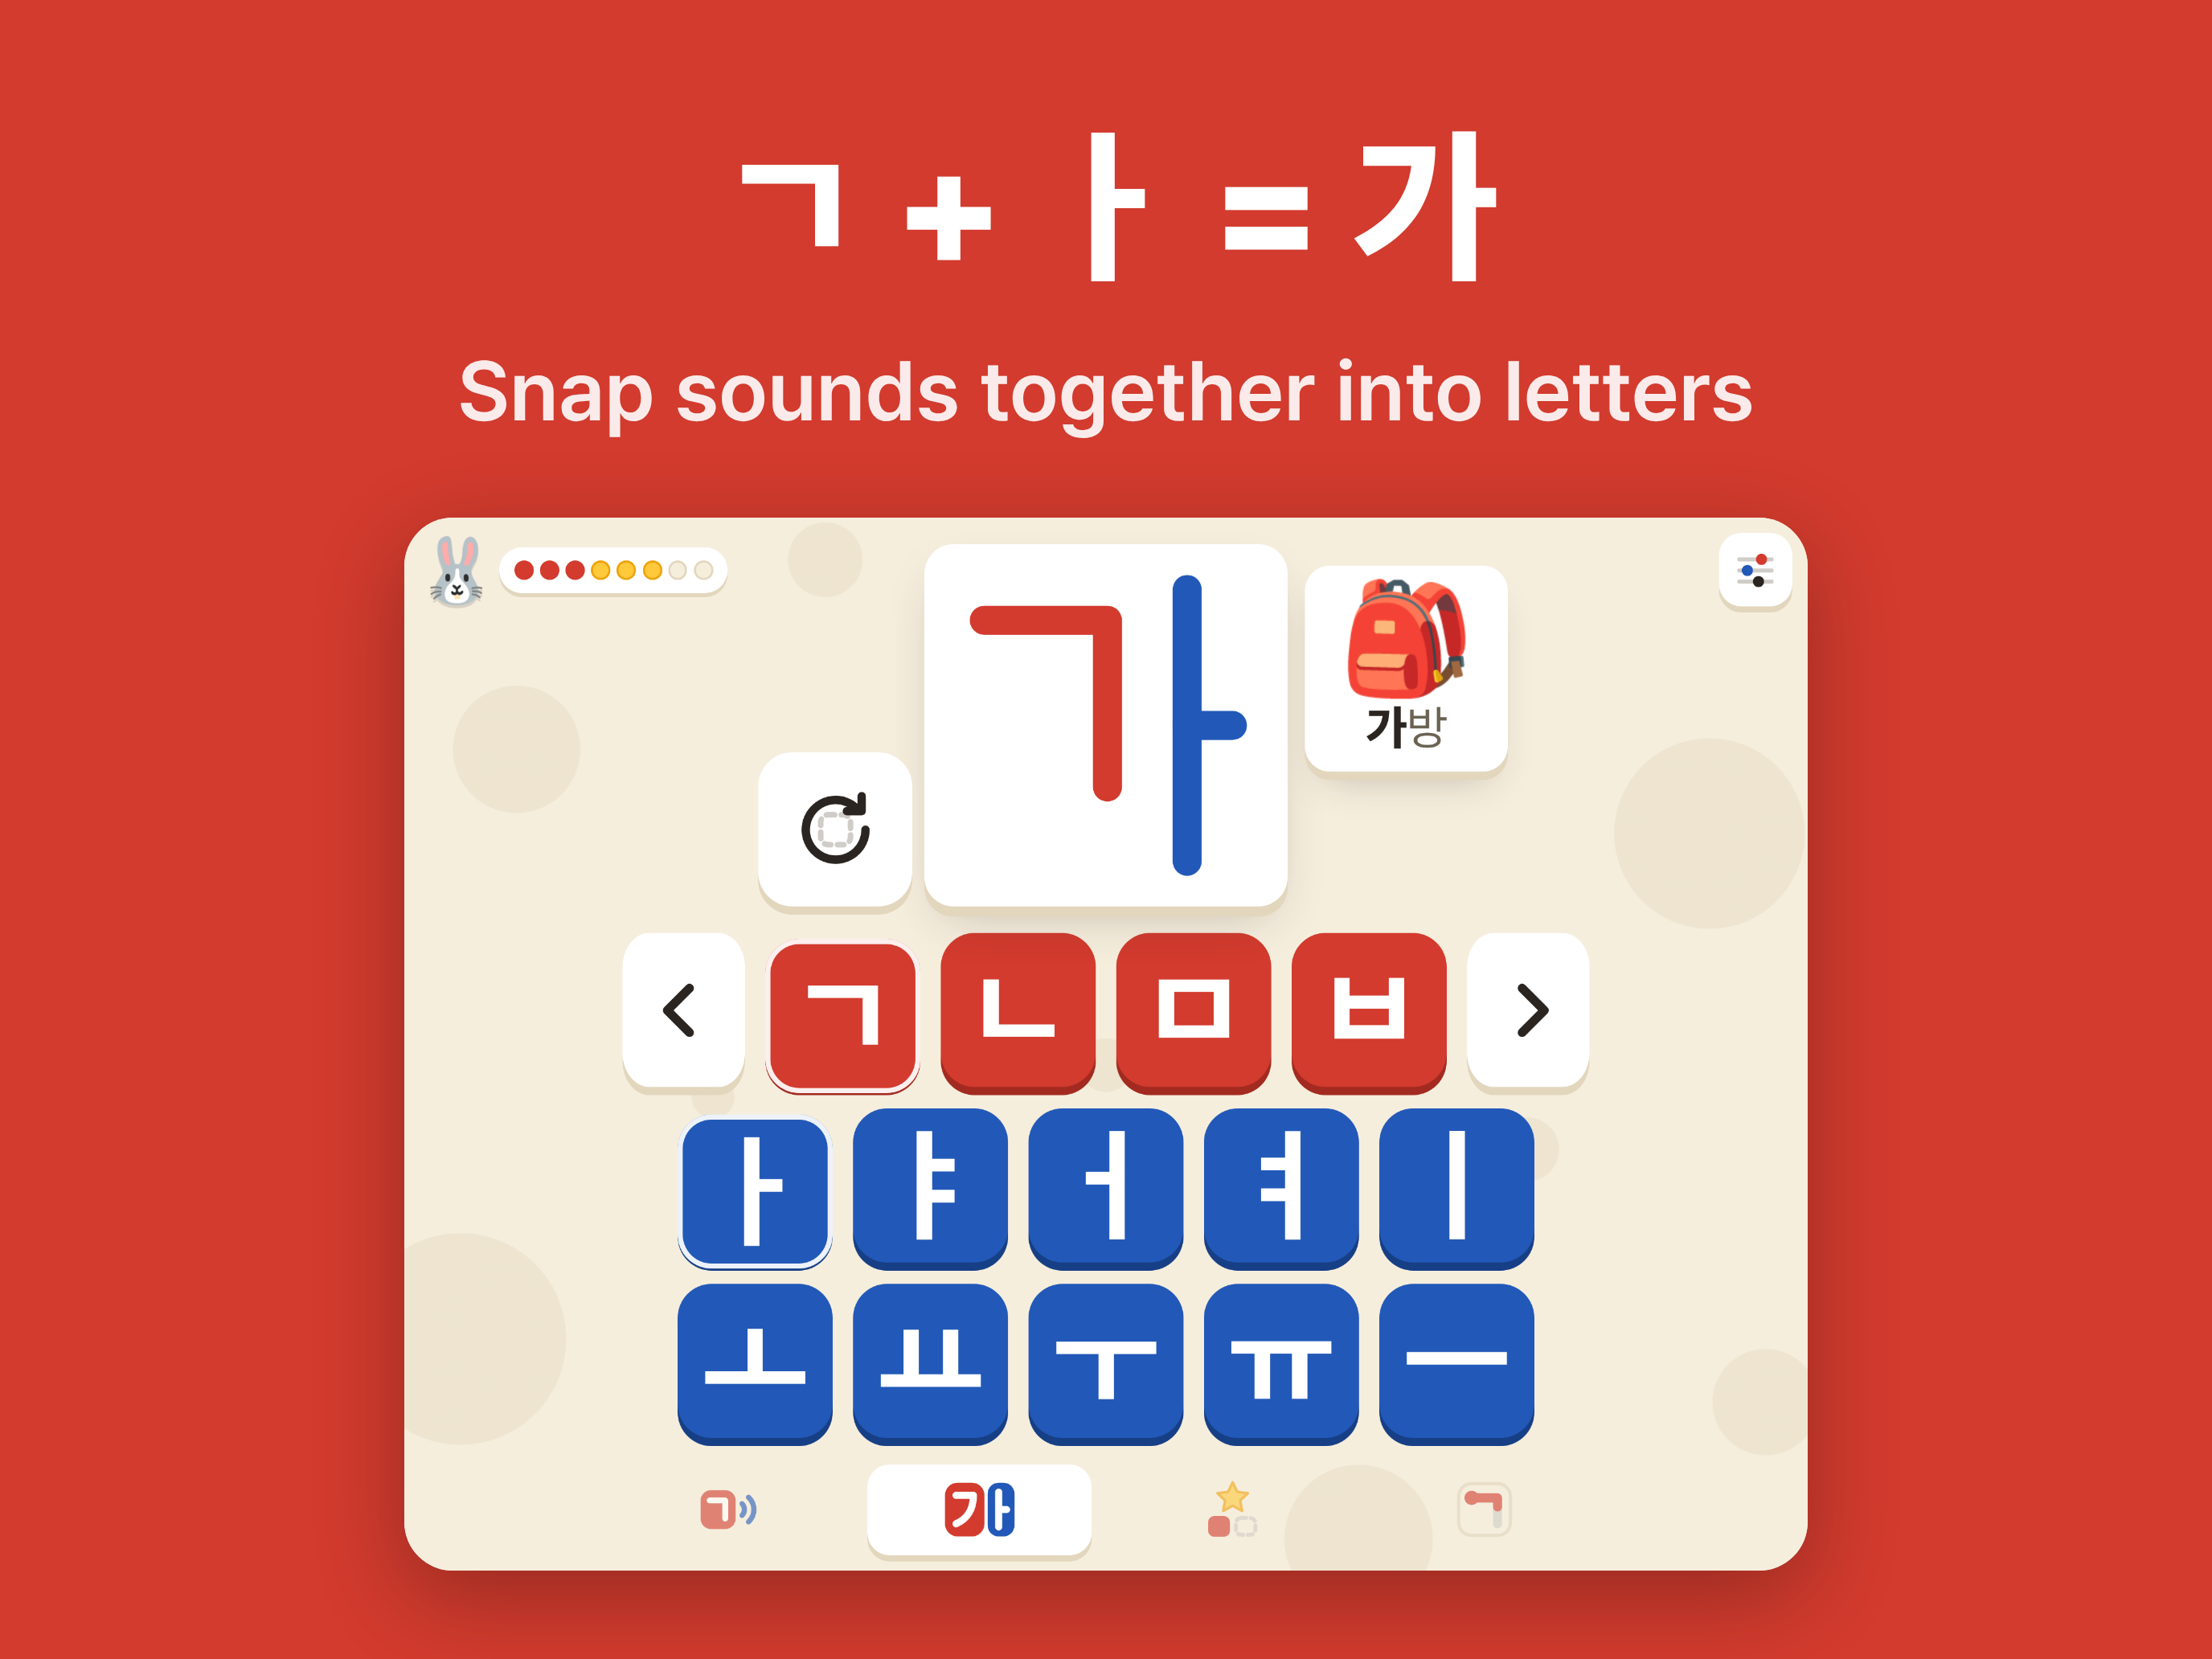 ㄱ + ㅏ = 가
Snap sounds together into letters
가
가방
ㄱ ㄴ ㅁ ㅂ
ㅏ ㅑ ㅓ ㅕ ㅣ
ㅗ ㅛ ㅜ ㅠ ㅡ
ㄱ 가 ㄱ